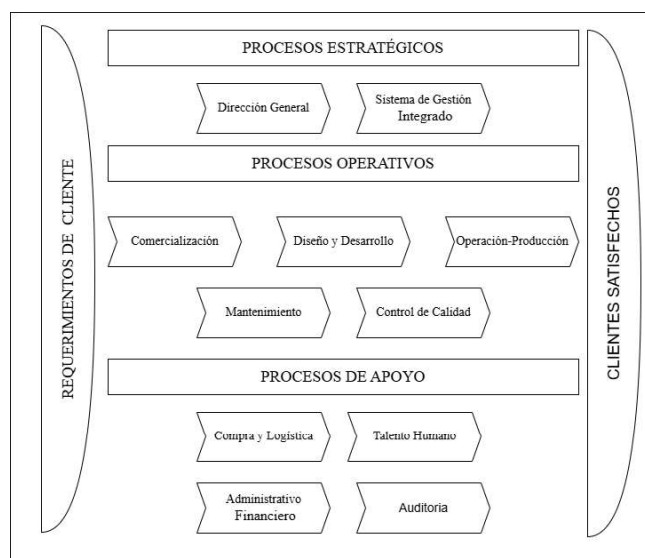 REQUERIMIENTOS DE CLIENTE
PROCESOS ESTRATÉGICOS
Dirección General
Sistema de Gestión
Integrado
PROCESOS OPERATIVOS
Comercialización
Diseño y Desarrollo
Operación-Producción
Mantenimiento
Control de Calidad
PROCESOS DE APOYO
Compra y Logística
Talento Humano
Administrativo
Financiero
Auditoria
CLIENTES SATISFECHOS